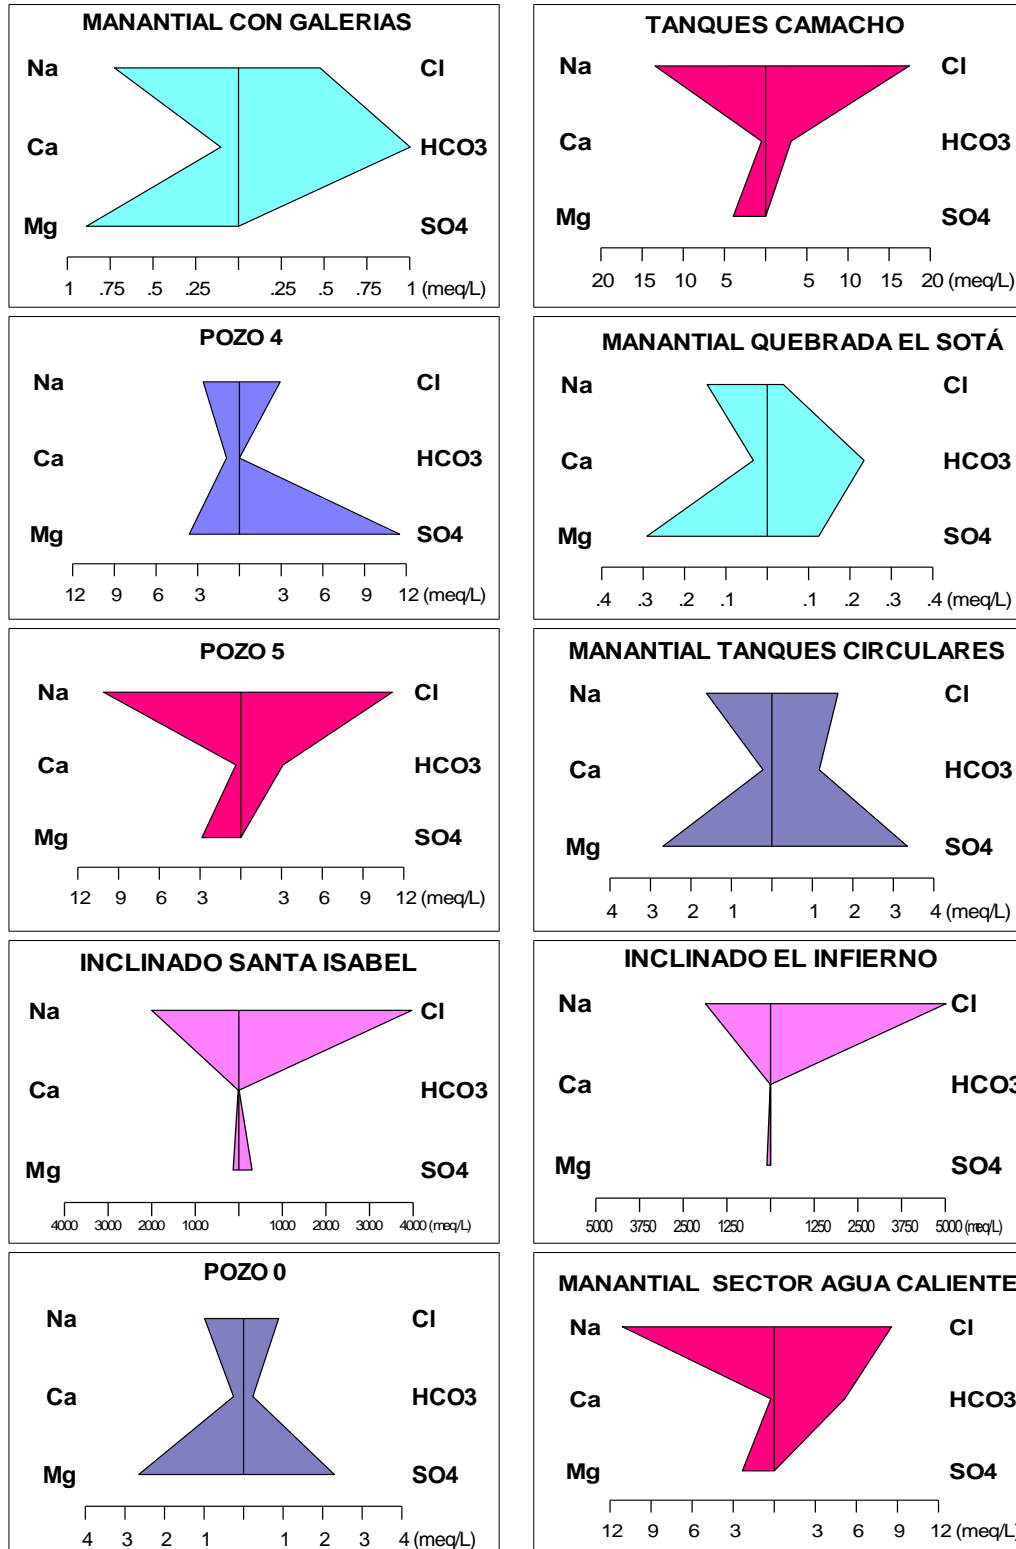 MANANTIAL CON GALERIAS
Na Cl
Ca HCO3
Mg SO4
1 .75 .5 .25 .25 .5 .75 1 (meq/L)
TANQUES CAMACHO
Na Cl
Ca HCO3
Mg SO4
20 15 10 5 5 10 15 20 (meq/L)
POZO 4
Na Cl
Ca HCO3
Mg SO4
12 9 6 3 3 6 9 12 (meq/L)
MANANTIAL QUEBRADA EL SOTÁ
Na Cl
Ca HCO3
Mg SO4
.4 .3 .2 .1 .1 .2 .3 .4 (meq/L)
POZO 5
Na Cl
Ca HCO3
Mg SO4
12 9 6 3 3 6 9 12 (meq/L)
MANANTIAL TANQUES CIRCULARES
Na Cl
Ca HCO3
Mg SO4
4 3 2 1 1 2 3 4 (meq/L)
INCLINADO SANTA ISABEL
Na Cl
Ca HCO3
Mg SO4
4000 3000 2000 1000 1000 2000 3000 4000 (meq/L)
INCLINADO EL INFIERNO
Na Cl
Ca HCO3
Mg SO4
5000 3750 2500 1250 1250 2500 3750 5000 (meq/L)
POZO 0
Na Cl
Ca HCO3
Mg SO4
4 3 2 1 1 2 3 4 (meq/L)
MANANTIAL SECTOR AGUA CALIENTE
Na Cl
Ca HCO3
Mg SO4
12 9 6 3 3 6 9 12 (meq/L)